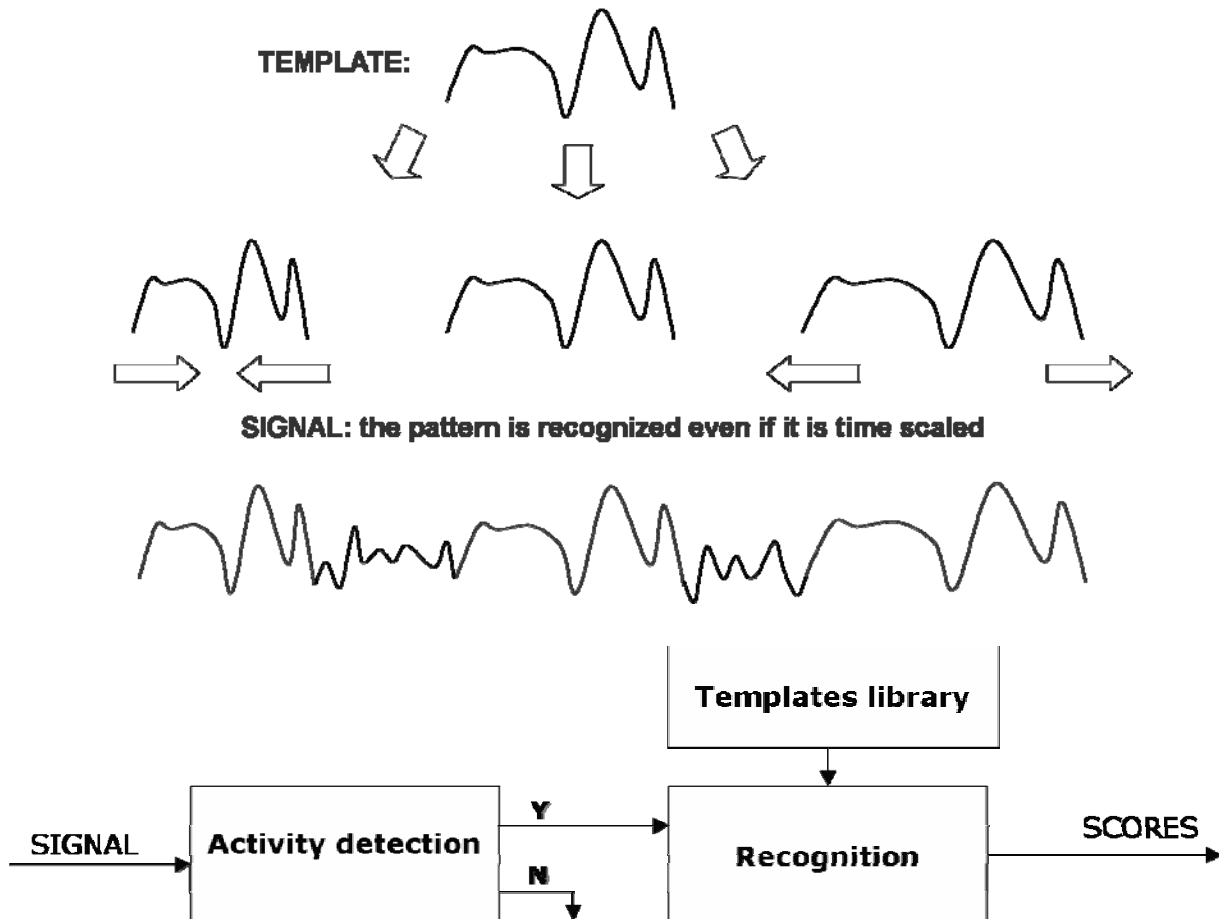 TEMPLATE:
SIGNAL: the pattern is recognized even if it is time scaled
Templates library
SIGNAL
Activity detection
Y
N
Recognition
SCORES